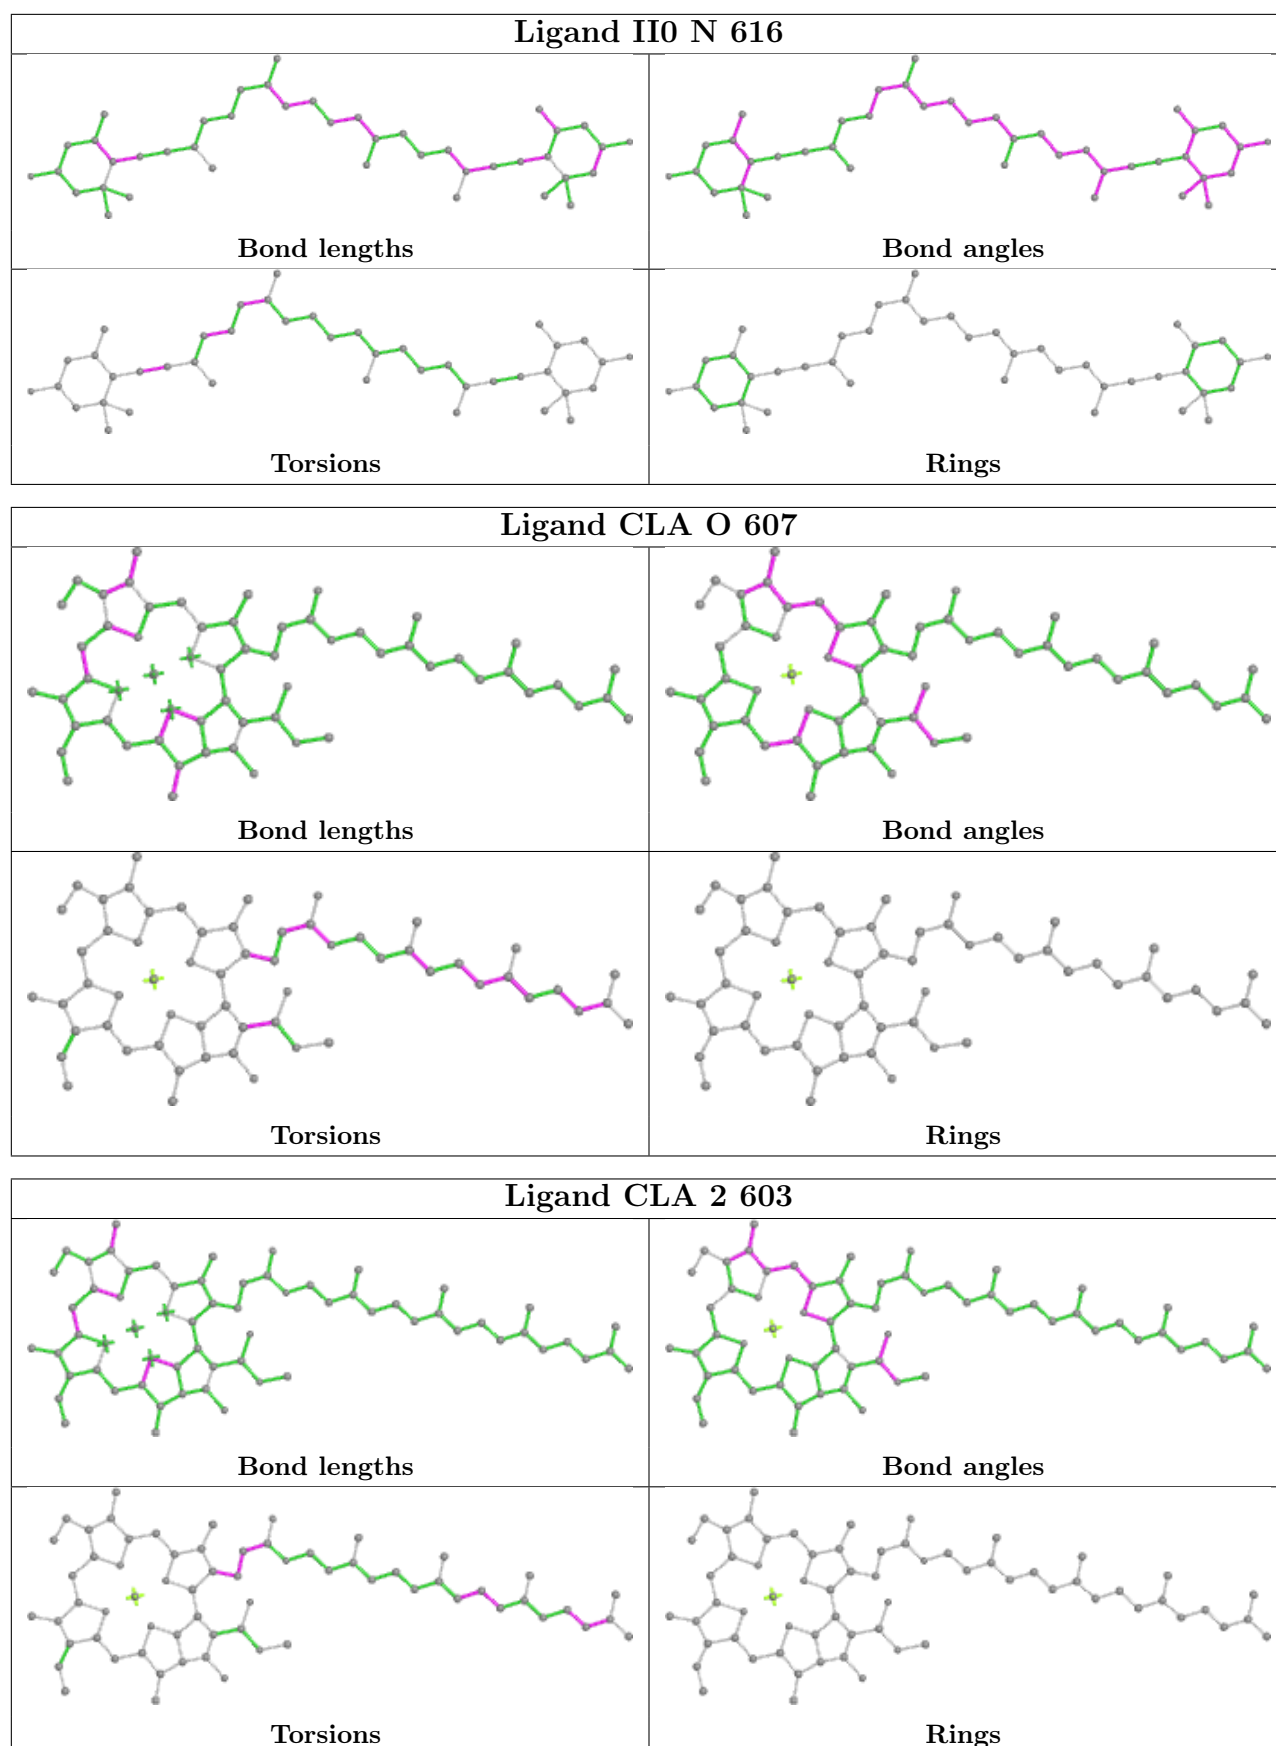 Ligand II0 N 616
Bond lengths
Bond angles
Torsions
Rings
Ligand CLA O 607
Bond lengths
Bond angles
Torsions
Rings
Ligand CLA 2 603
Bond lengths
Bond angles
Torsions
Rings